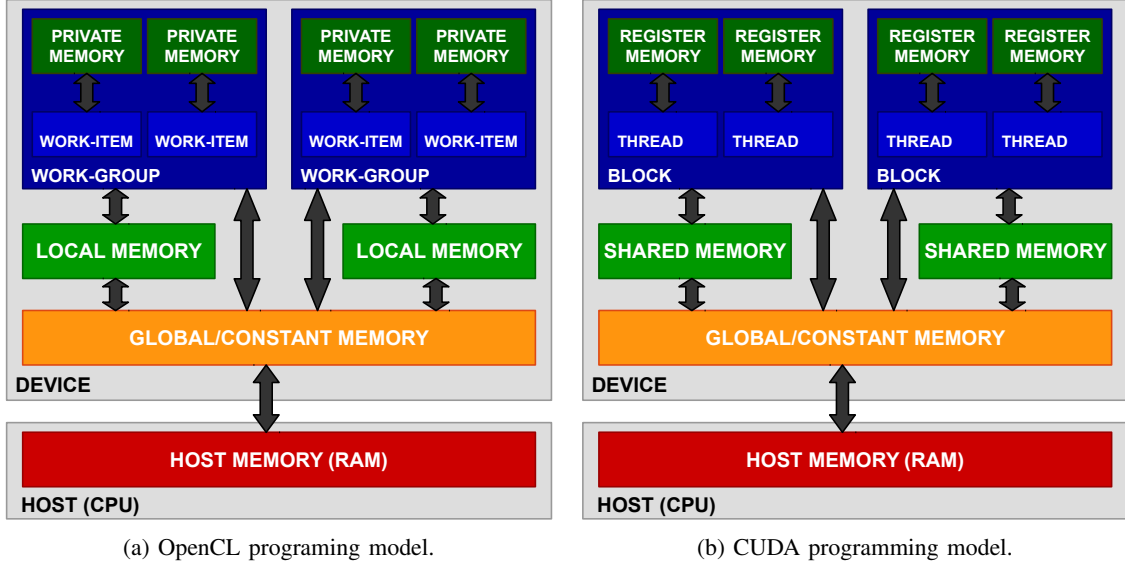 PRIVATE MEMORY
PRIVATE MEMORY
PRIVATE MEMORY
PRIVATE MEMORY
WORK-ITEM
WORK-ITEM
WORK-ITEM
WORK-ITEM
WORK-GROUP
WORK-GROUP
LOCAL MEMORY
LOCAL MEMORY
GLOBAL/CONSTANT MEMORY
DEVICE
HOST MEMORY (RAM)
HOST (CPU)
(a) OpenCL programing model.
REGISTER MEMORY
REGISTER MEMORY
REGISTER MEMORY
REGISTER MEMORY
THREAD
THREAD
THREAD
THREAD
BLOCK
BLOCK
SHARED MEMORY
SHARED MEMORY
GLOBAL/CONSTANT MEMORY
DEVICE
HOST MEMORY (RAM)
HOST (CPU)
(b) CUDA programming model.